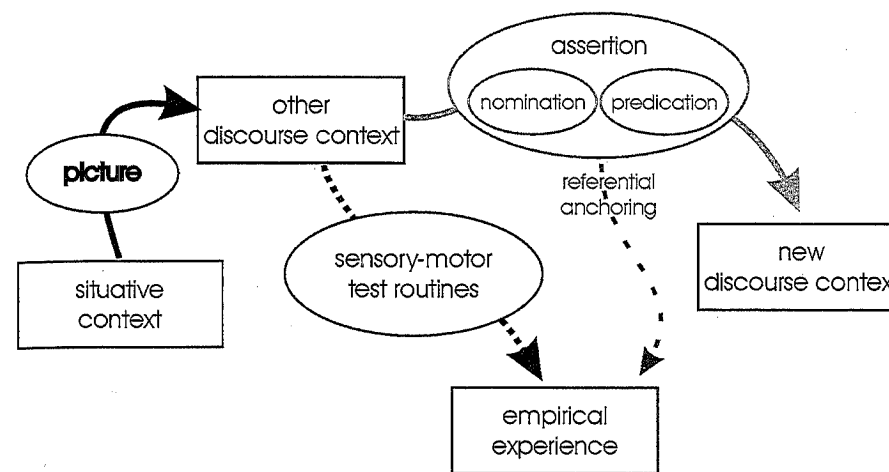 assertion
nomination
predication
other
discourse context
picture
referential
anchoring
situative
context
sensory-motor
test routines
new
discourse contex
empirical
experience